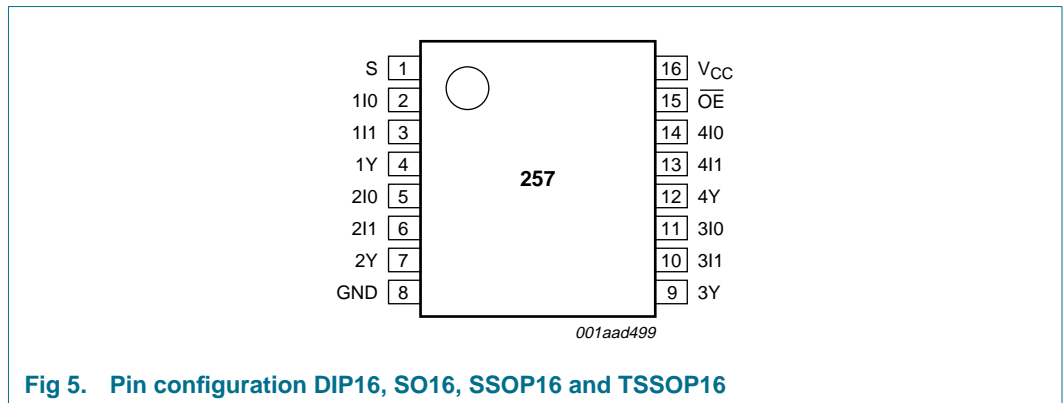 S 1 16 VCC
1I0 2 15 OE
1I1 3 14 4I0
1Y 4 13 4I1
257
2I0 5 12 4Y
2I1 6 11 3I0
2Y 7 10 3I1
GND 8 9 3Y
001aad499
Fig 5. Pin configuration DIP16, SO16, SSOP16 and TSSOP16